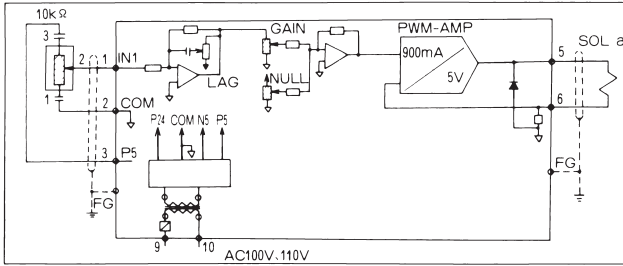 10kΩ
3
2
1
IN1
LAG
GAIN
NULL
PWM-AMP
900mA
5V
5
SOL a
6
1
2
COM
3
P5
FG
P24
COM
N5
P5
FG
9
10
AC100V、110V